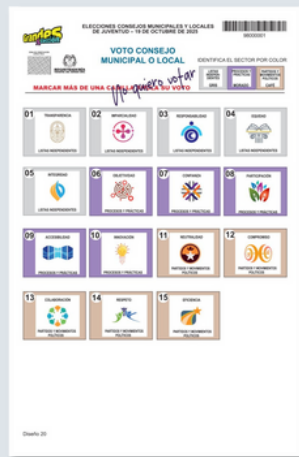 ELECCIONES CONSEJOS MUNICIPALES Y LOCALES
DE JUVENTUD – 19 DE OCTUBRE DE 2025
VOTO CONSEJO
MUNICIPAL O LOCAL
IDENTIFICA EL SECTOR POR COLOR
No quiero votar
MARCAR MÁS DE UNA SU VOTO
01 TRANSPARENCIA
LISTAS INDEPENDIENTES
02 IMPARCIALIDAD
LISTAS INDEPENDIENTES
03 RESPONSABILIDAD
LISTAS INDEPENDIENTES
04 EQUIDAD
LISTAS INDEPENDIENTES
05 INTEGRIDAD
LISTAS INDEPENDIENTES
06 OBJETIVIDAD
PROCESOS Y PRÁCTICAS
07 CONFIANZA
PROCESOS Y PRÁCTICAS
08 PARTICIPACIÓN
PROCESOS Y PRÁCTICAS
09 ACCESIBILIDAD
PROCESOS Y PRÁCTICAS
10 INNOVACIÓN
PROCESOS Y PRÁCTICAS
11 NEUTRALIDAD
PARTIDOS Y MOVIMIENTOS
POLÍTICOS
12 COMPROMISO
PARTIDOS Y MOVIMIENTOS
POLÍTICOS
13 COLABORACIÓN
PARTIDOS Y MOVIMIENTOS
POLÍTICOS
14 RESPETO
PARTIDOS Y MOVIMIENTOS
POLÍTICOS
15 EFICIENCIA
PARTIDOS Y MOVIMIENTOS
POLÍTICOS
Diseño 20